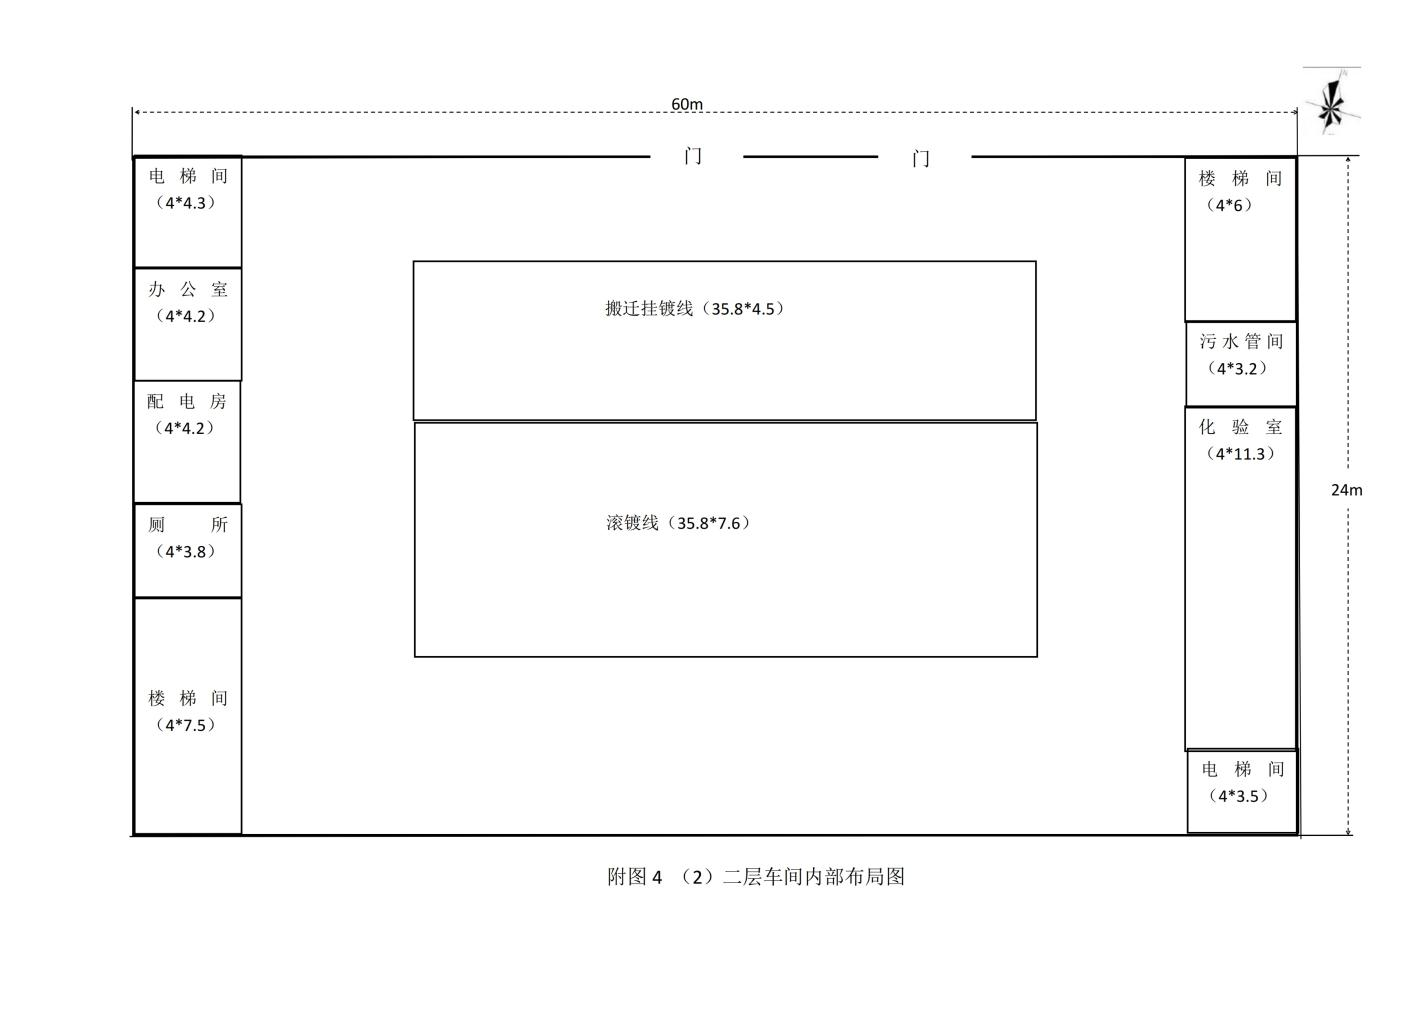 60m
门
门
电梯间
（4*4.3）
办公室
（4*4.2）
配电房
（4*4.2）
厕所
（4*3.8）
楼梯间
（4*7.5）
搬迁挂镀线（35.8*4.5）
滚镀线（35.8*7.6）
楼梯间
（4*6）
污水管间
（4*3.2）
化验室
（4*11.3）
电梯间
（4*3.5）
24m
附图 4 （2）二层车间内部布局图